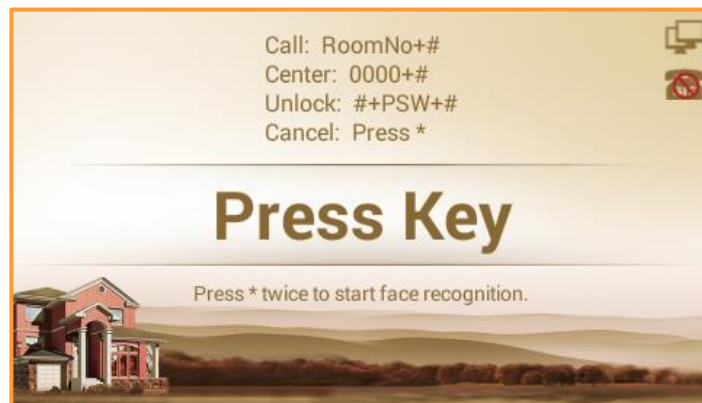 Call: RoomNo+#
Center: 0000+#
Unlock: #+PSW+#
Cancel: Press *
Press Key
Press * twice to start face recognition.